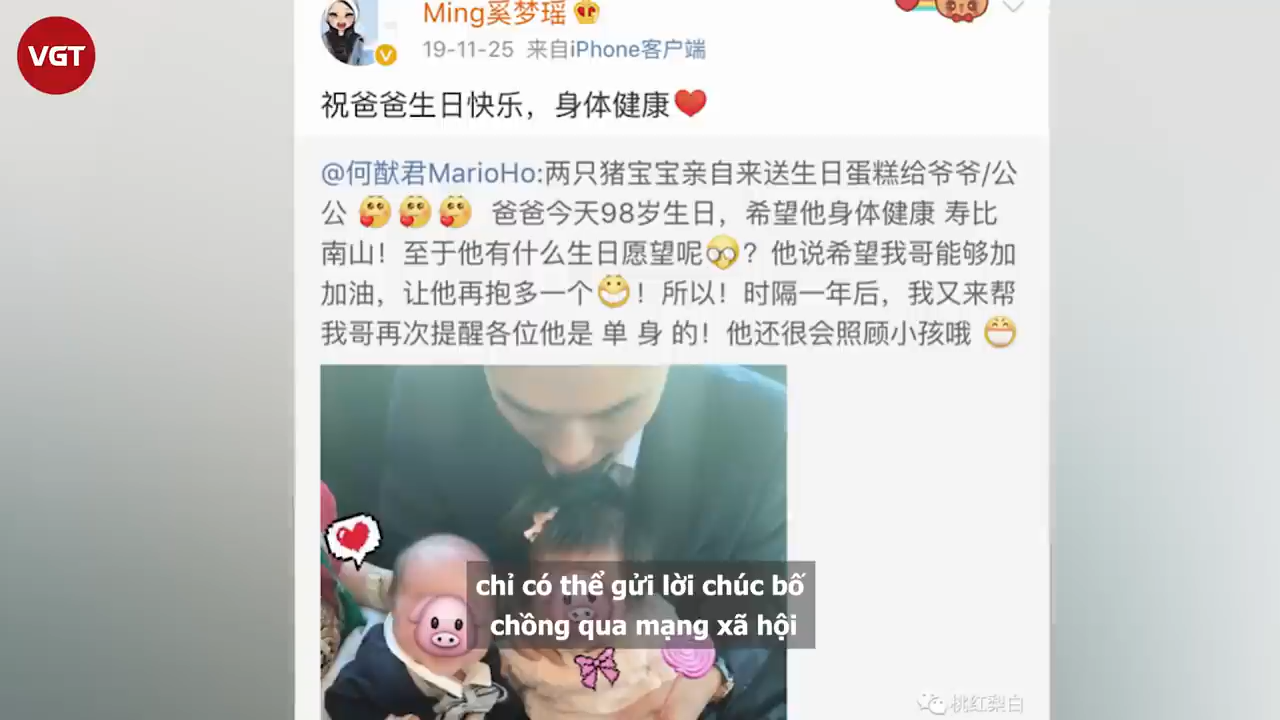 VGT
Ming奚梦瑶
19-11-25 来自iPhone客户端
祝爸爸生日快乐，身体健康
@何猷君MarioHo:两只猪宝宝亲自来送生日蛋糕给爷爷/公
公 爸爸今天98岁生日，希望他身体健康 寿比
南山！至于他有什么生日愿望呢？他说希望我哥能够加
加油，让他再抱多一个！所以！时隔一年后，我又来帮
我哥再次提醒各位他是 单 身 的！他还很会照顾小孩哦
chỉ có thể gửi lời chúc bố
chồng qua mạng xã hội
桃红梨白